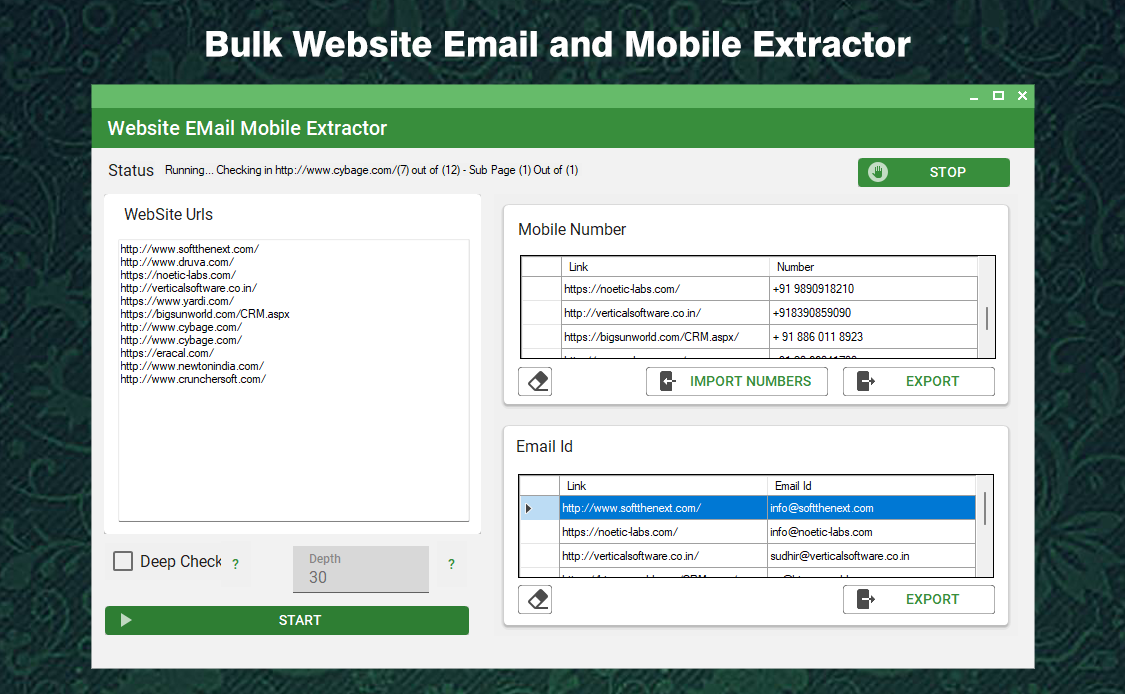 Bulk Website Email and Mobile Extractor
Website EMail Mobile Extractor
Status Running... Checking in http://www.cybage.com/(7) out of (12) - Sub Page (1) Out of (1)
STOP
WebSite Urls
http://www.softthenext.com/
http://www.druva.com/
https://noetic-labs.com/
http://verticalsoftware.co.in/
https://www.yardi.com/
https://bigsunworld.com/CRM.aspx
http://www.cybage.com/
http://www.cybage.com/
https://eracal.com/
http://www.newtonindia.com/
http://www.crunchersoft.com/
Deep Check ?
Depth
30
?
START
Mobile Number
Link Number
https://noetic-labs.com/ +91 9890918210
http://verticalsoftware.co.in/ +918390859090
https://bigsunworld.com/CRM.aspx/ + 91 886 011 8923
IMPORT NUMBERS EXPORT
Email Id
Link Email Id
http://www.softthenext.com/ info@softthenext.com
https://noetic-labs.com/ info@noetic-labs.com
http://verticalsoftware.co.in/ sudhir@verticalsoftware.co.in
EXPORT